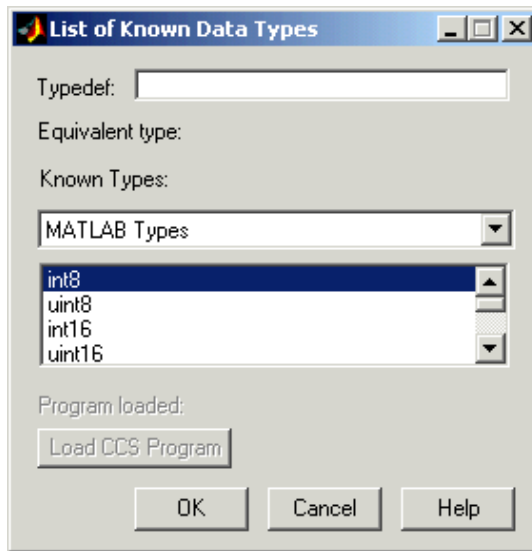 List of Known Data Types
Typedef:
Equivalent type:
Known Types:
MATLAB Types
int8
uint8
int16
uint16
Program loaded:
Load CCS Program
OK Cancel Help